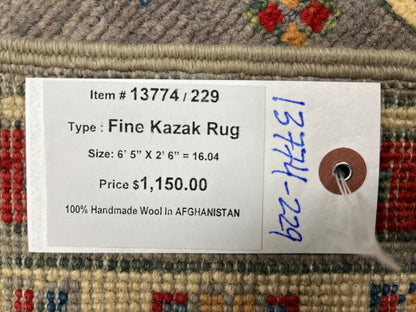 Item # 13774 / 229
Type : Fine Kazak Rug
Size: 6' 5" X 2' 6" = 16.04
Price $1,150.00
100% Handmade Wool In AFGHANISTAN
13774-229